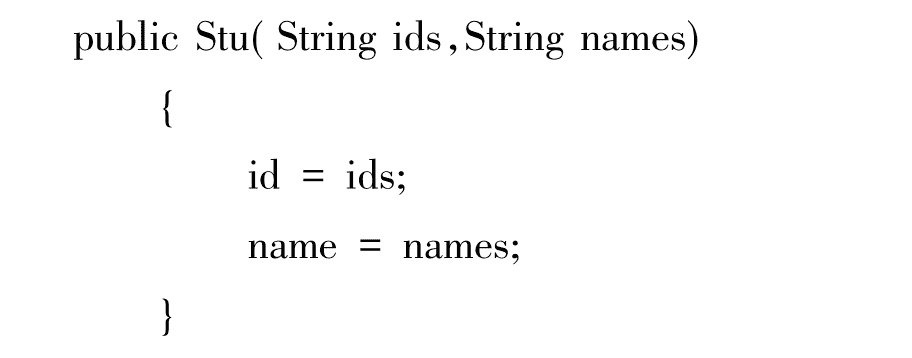 public Stu( String ids ,String names)
{
id = ids;
name = names;
}